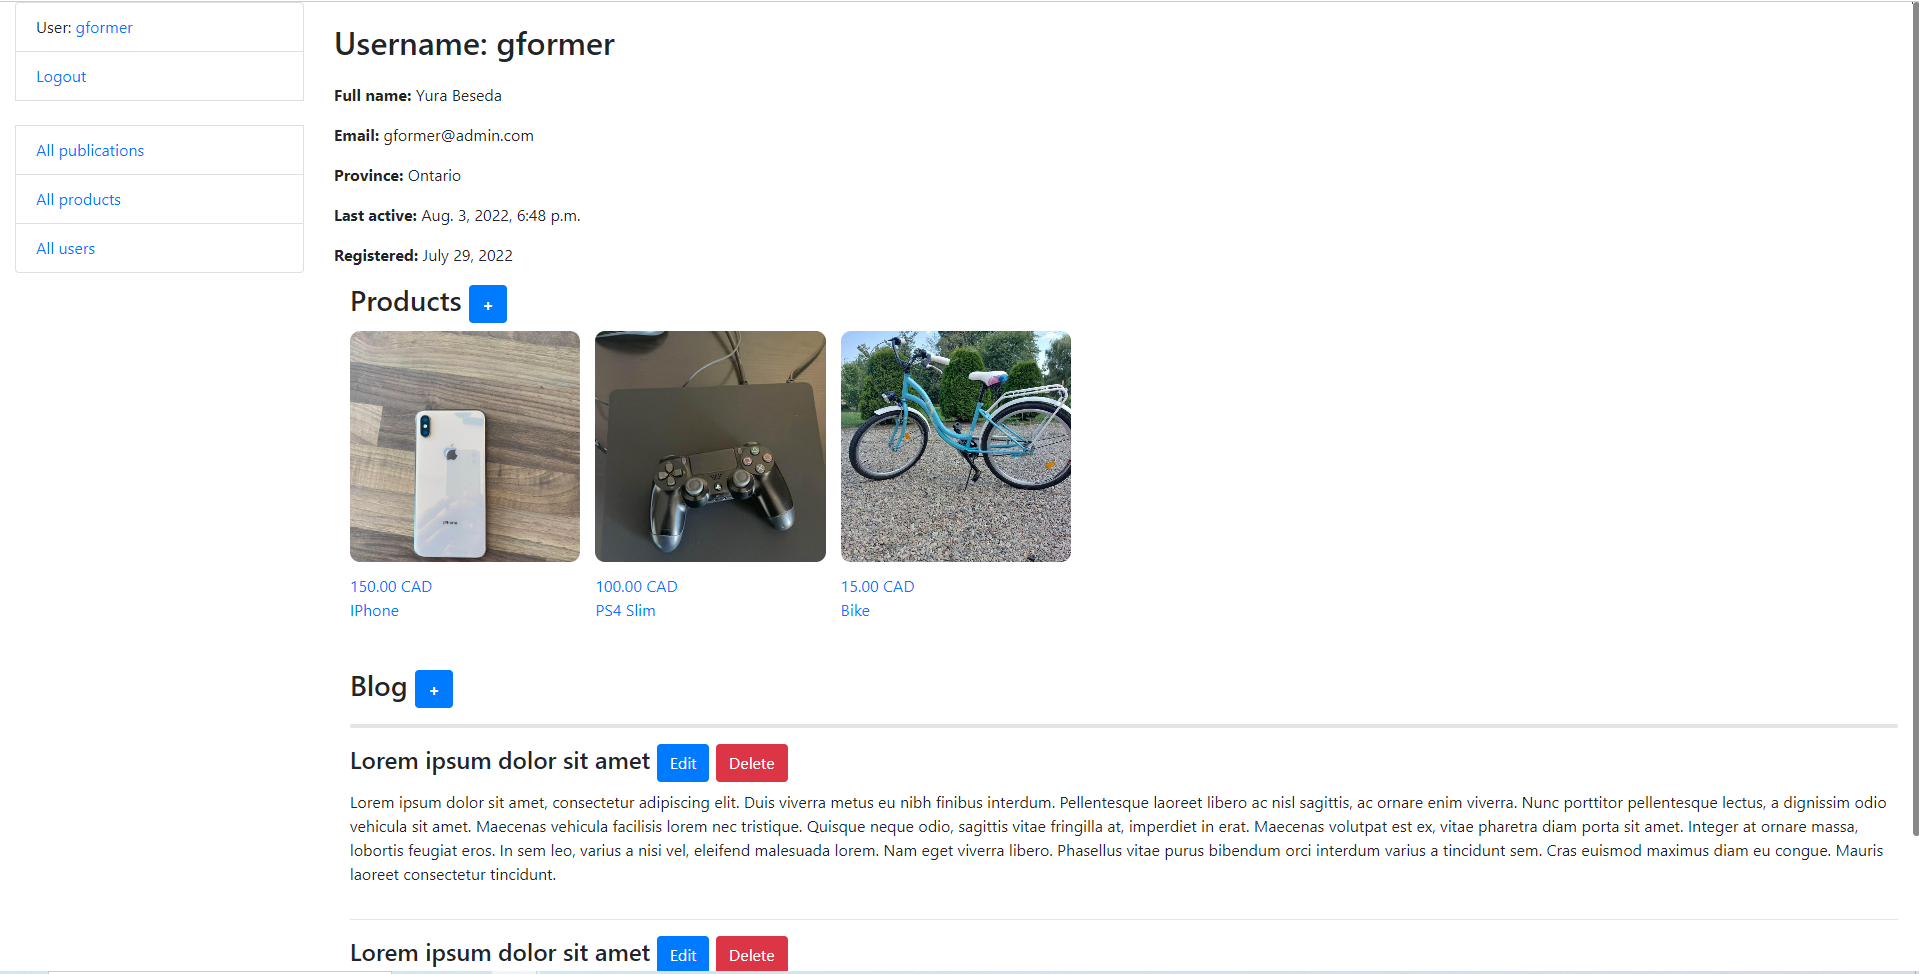 User: gformer
Logout
All publications
All products
All users
Username: gformer
Full name: Yura Beseda
Email: gformer@admin.com
Province: Ontario
Last active: Aug. 3, 2022, 6:48 p.m.
Registered: July 29, 2022
Products +
iPhone
150.00 CAD
IPhone
100.00 CAD
PS4 Slim
15.00 CAD
Bike
Blog +
Lorem ipsum dolor sit amet Edit Delete
Lorem ipsum dolor sit amet, consectetur adipiscing elit. Duis viverra metus eu nibh finibus interdum. Pellentesque laoreet libero ac nisl sagittis, ac ornare enim viverra. Nunc porttitor pellentesque lectus, a dignissim odio
vehicula sit amet. Maecenas vehicula facilisis lorem nec tristique. Quisque neque odio, sagittis vitae fringilla at, imperdiet in erat. Maecenas volutpat est ex, vitae pharetra diam porta sit amet. Integer at ornare massa,
lobortis feugiat eros. In sem leo, varius a nisi vel, eleifend malesuada lorem. Nam eget viverra libero. Phasellus vitae purus bibendum orci interdum varius a tincidunt sem. Cras euismod maximus diam eu congue. Mauris
laoreet consectetur tincidunt.
Lorem ipsum dolor sit amet Edit Delete